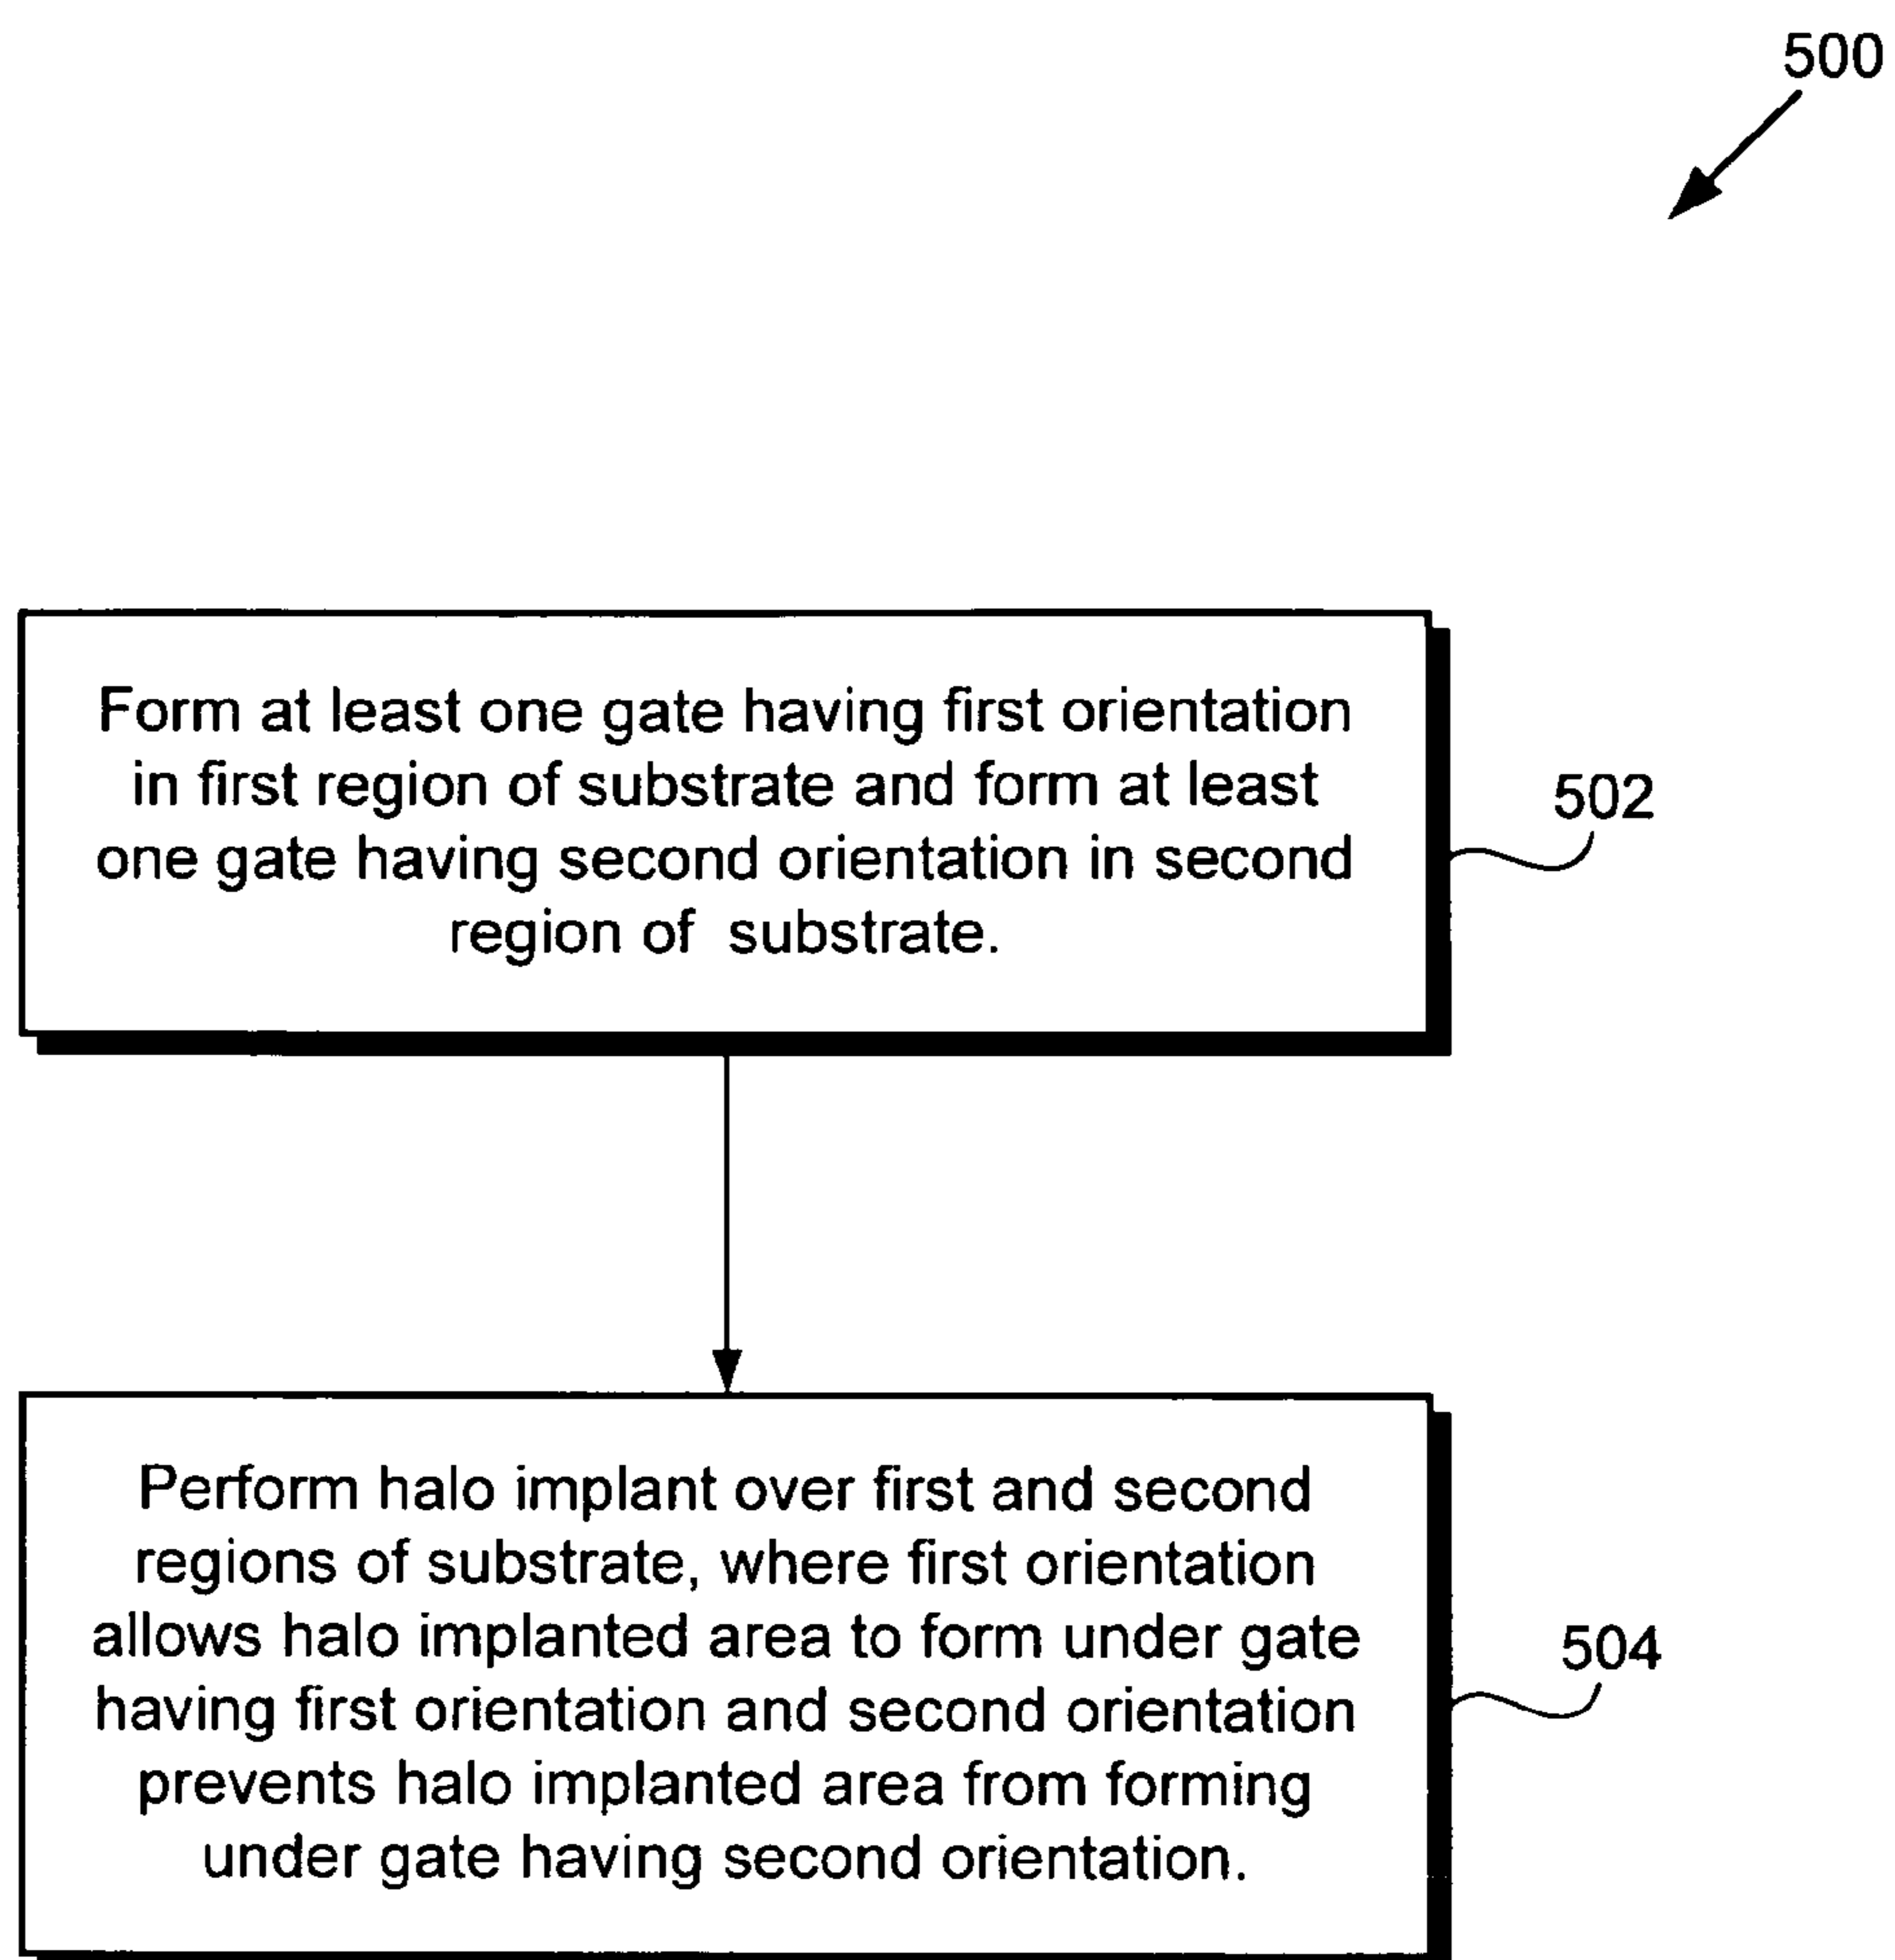 500
Form at least one gate having first orientation
in first region of substrate and form at least
one gate having second orientation in second
region of substrate.
502
Perform halo implant over first and second
regions of substrate, where first orientation
allows halo implanted area to form under gate
having first orientation and second orientation
prevents halo implanted area from forming
under gate having second orientation.
504